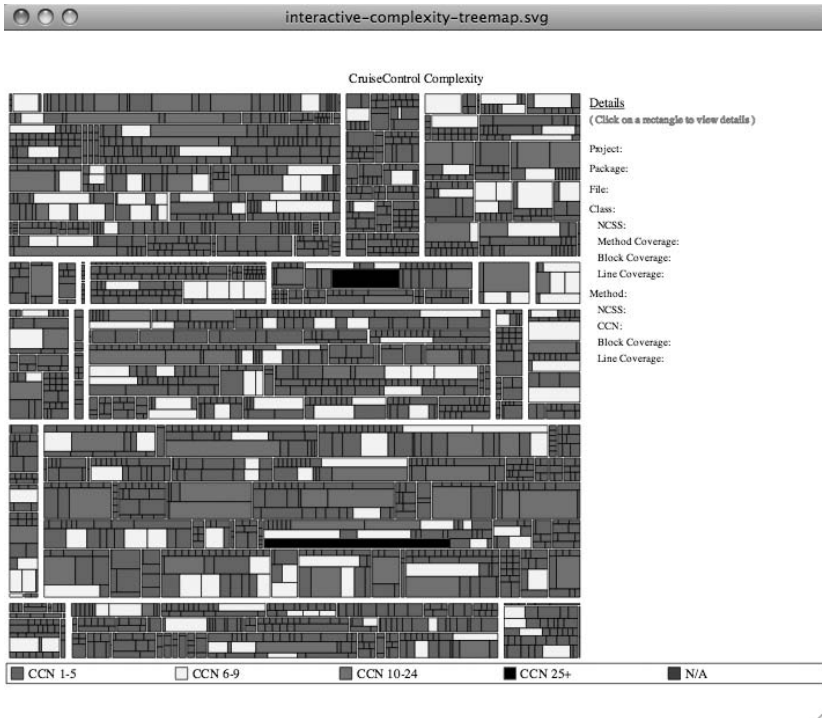 interactive-complexity-treemap.svg
CruiseControl Complexity
Details
( Click on a rectangle to view details )
Project:
Package:
File:
Class:
NCSS:
Method Coverage:
Block Coverage:
Line Coverage:
Method:
NCSS:
CCN:
Block Coverage:
Line Coverage:
CCN 1-5 CCN 6-9 CCN 10-24 CCN 25+ N/A